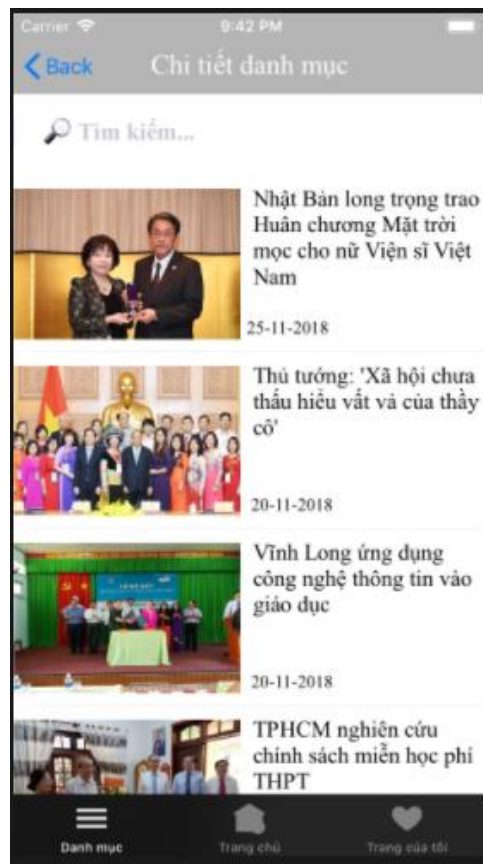 Carrier 9:42 PM
Back Chi tiết danh mục
Tìm kiếm...
Nhật Bản long trọng trao
Huân chương Mặt trời
mọc cho nữ Viện sĩ Việt
Nam
25-11-2018
Thủ tướng: 'Xã hội chưa
thấu hiểu vất vả của thầy
cô'
20-11-2018
Vĩnh Long ứng dụng
công nghệ thông tin vào
giáo dục
20-11-2018
TPHCM nghiên cứu
chính sách miễn học phí
THPT
Danh mục Trang chủ Trang của tôi